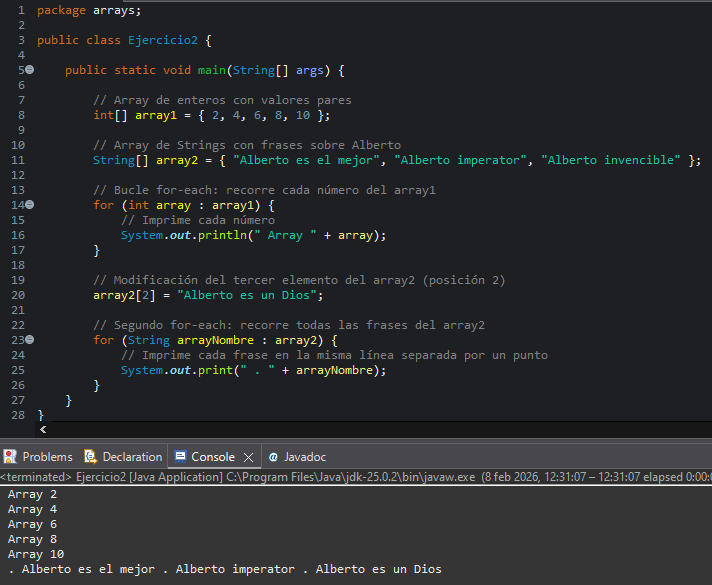 1 package arrays;
2
3 public class Ejercicio2 {
4
5     public static void main(String[] args) {
6
7         // Array de enteros con valores pares
8         int[] array1 = { 2, 4, 6, 8, 10 };
9
10         // Array de Strings con frases sobre Alberto
11         String[] array2 = { "Alberto es el mejor", "Alberto imperator", "Alberto invencible" };
12
13         // Bucle for-each: recorre cada número del array1
14         for (int array : array1) {
15             // Imprime cada número
16             System.out.println(" Array " + array);
17         }
18
19         // Modificación del tercer elemento del array2 (posición 2)
20         array2[2] = "Alberto es un Dios";
21
22         // Segundo for-each: recorre todas las frases del array2
23         for (String arrayNombre : array2) {
24             // Imprime cada frase en la misma línea separada por un punto
25             System.out.print(" . " + arrayNombre);
26         }
27     }
28 }
Problems Declaration Console Javadoc
<terminated> Ejercicio2 [Java Application] C:\Program Files\Java\jdk-25.0.2\bin\javaw.exe (8 feb 2026, 12:31:07 – 12:31:07 elapsed 0:00:
Array 2
Array 4
Array 6
Array 8
Array 10
. Alberto es el mejor . Alberto imperator . Alberto es un Dios